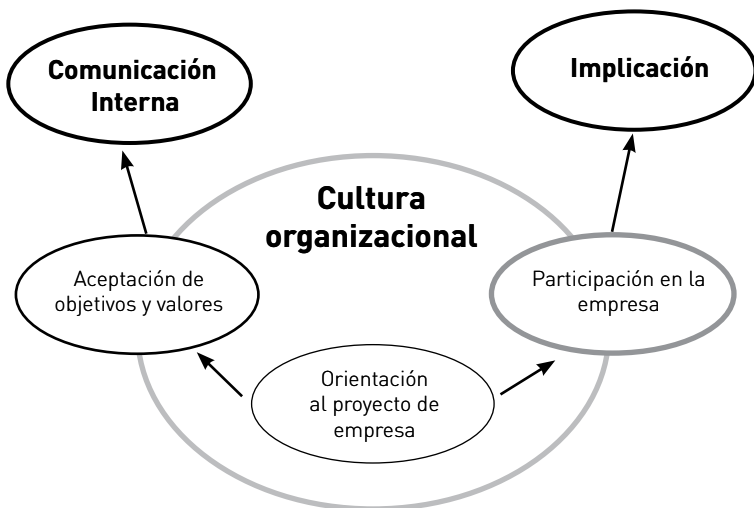 Comunicación
Interna
Implicación
Cultura
organizacional
Aceptación de
objetivos y valores
Participación en la
empresa
Orientación
al proyecto de
empresa